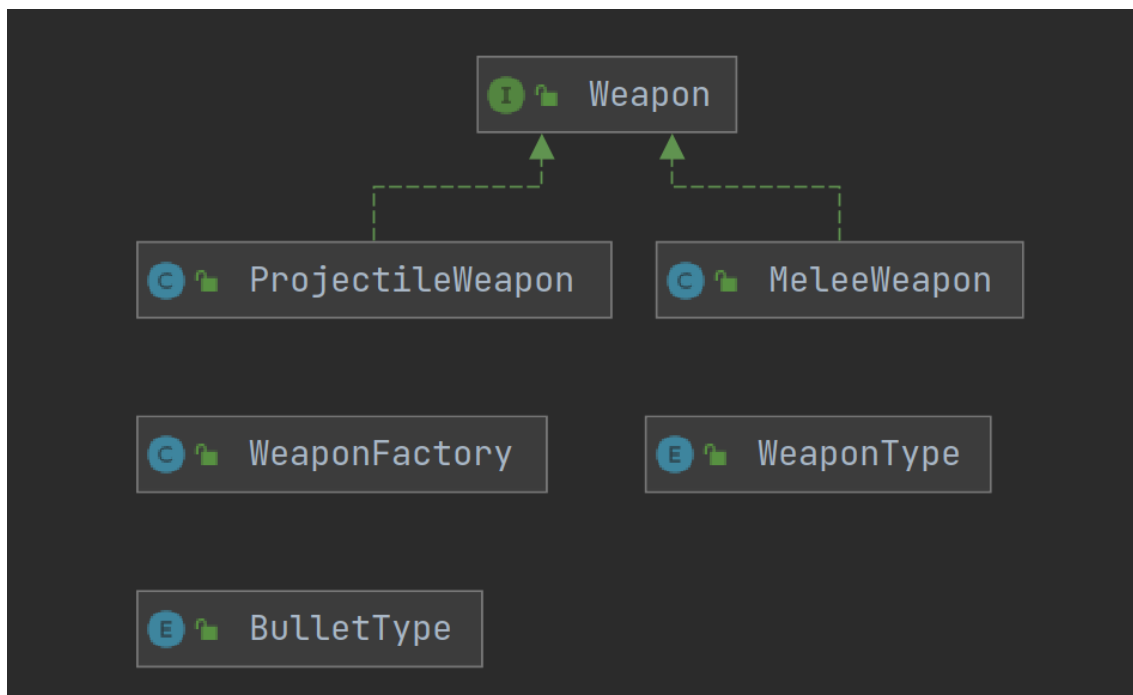 I Weapon
C ProjectileWeapon
C MeleeWeapon
C WeaponFactory
E WeaponType
E BulletType